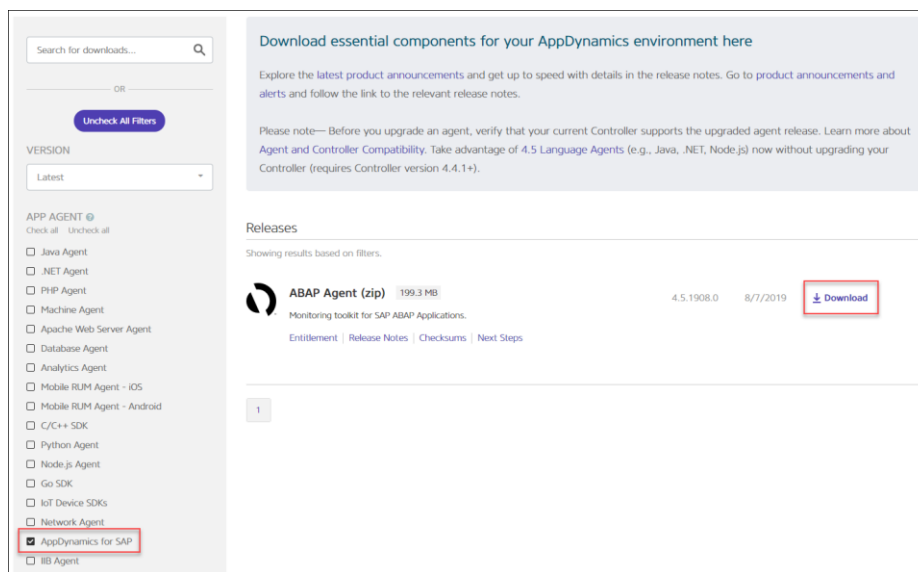 Search for downloads...
OR
Uncheck All Filters
VERSION
Latest
APP AGENT
Check all Uncheck all
Java Agent
.NET Agent
PHP Agent
Machine Agent
Apache Web Server Agent
Database Agent
Analytics Agent
Mobile RUM Agent - iOS
Mobile RUM Agent - Android
C/C++ SDK
Python Agent
Node.js Agent
Go SDK
IoT Device SDKs
Network Agent
AppDynamics for SAP
IIB Agent
Download essential components for your AppDynamics environment here
Explore the latest product announcements and get up to speed with details in the release notes. Go to product announcements and
alerts and follow the link to the relevant release notes.
Please note— Before you upgrade an agent, verify that your current Controller supports the upgraded agent release. Learn more about
Agent and Controller Compatibility. Take advantage of 4.5 Language Agents (e.g., Java, .NET, Node.js) now without upgrading your
Controller (requires Controller version 4.4.1+).
Releases
Showing results based on filters.
ABAP Agent (zip) 199.3 MB 4.5.1908.0 8/7/2019 Download
Monitoring toolkit for SAP ABAP Applications.
Entitlement | Release Notes | Checksums | Next Steps
1